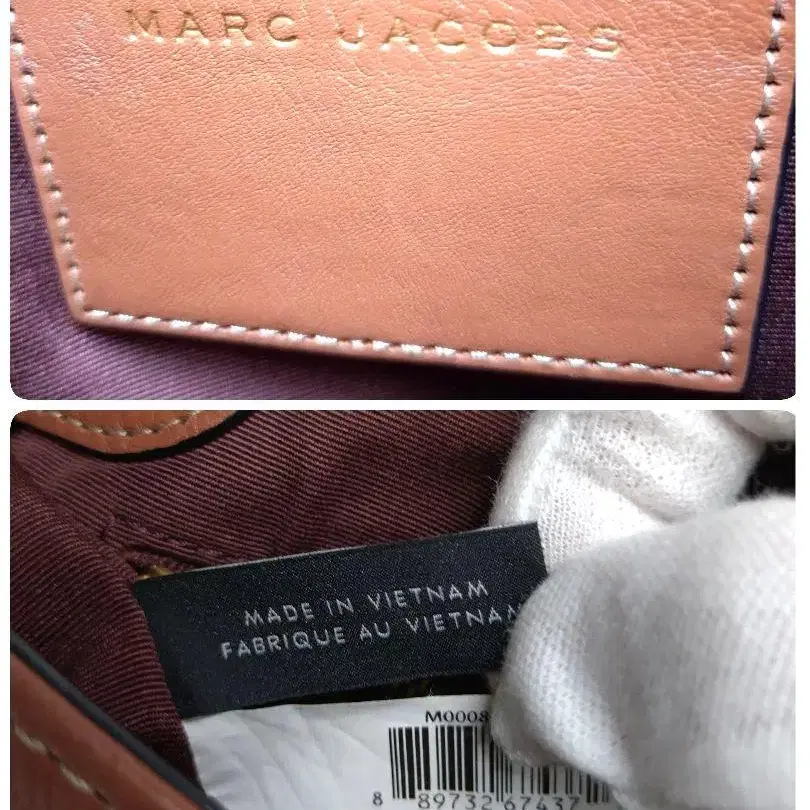 MARC JACOBS
MADE IN VIETNAM
FABRIQUE AU VIETNAM
M0008
8 89732 67437